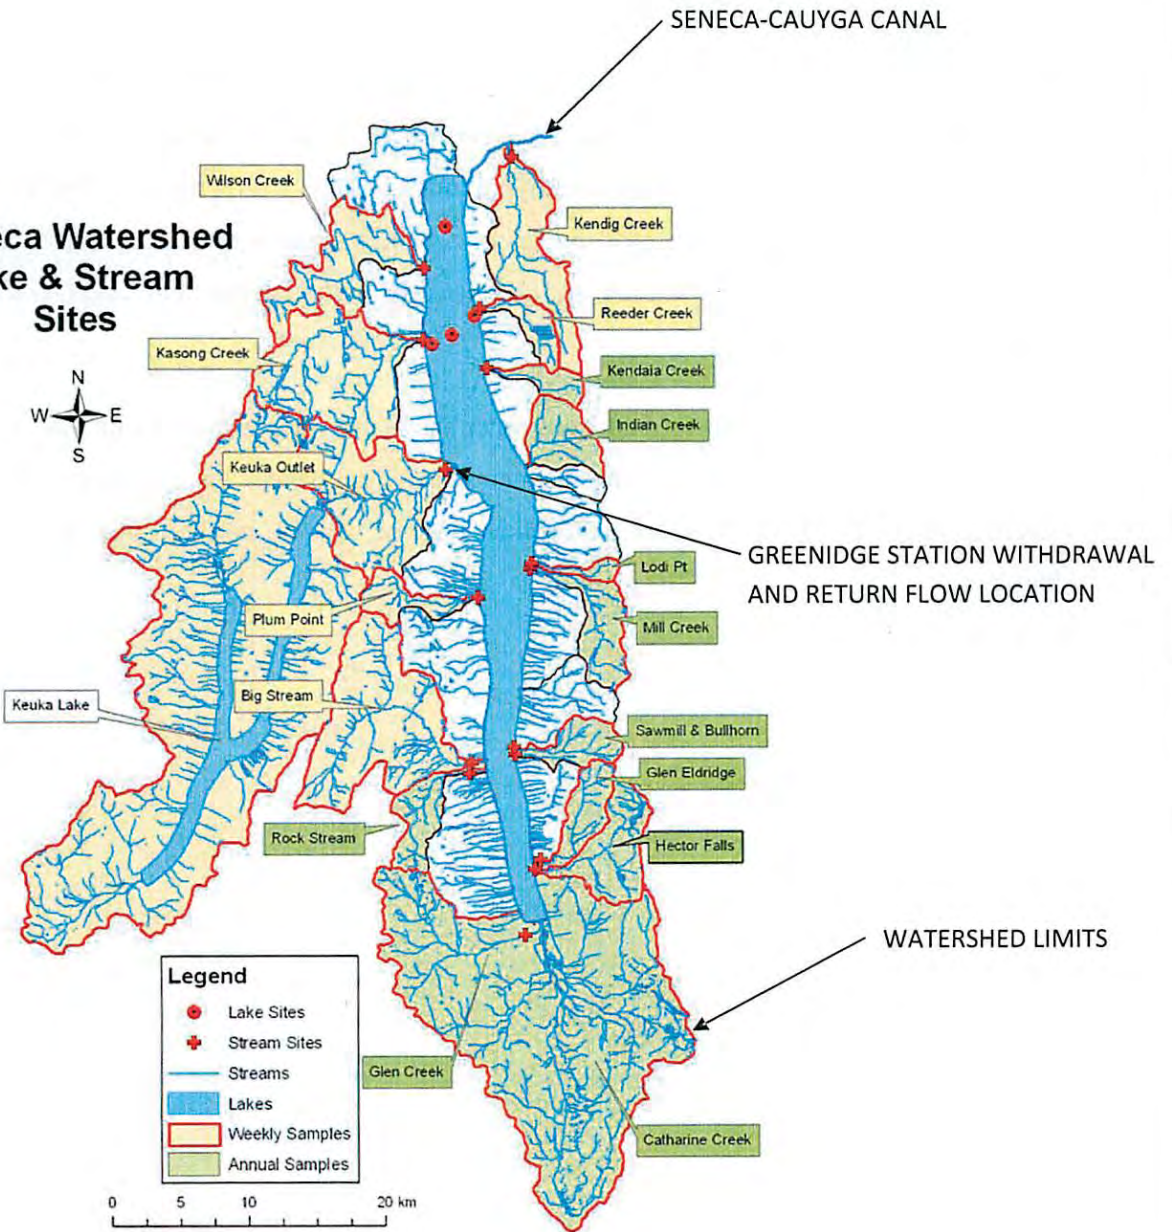 SENECA-CAUYGA CANAL
Wilson Creek
Kendig Creek
eca Watershed
ke & Stream
Sites
Reeder Creek
Kasong Creek
Kendaia Creek
N
W E
S
Indian Creek
Keuka Outlet
GREENIDGE STATION WITHDRAWAL
AND RETURN FLOW LOCATION
Lodi Pt
Plum Point
Mill Creek
Big Stream
Keuka Lake
Sawmill & Bullhorn
Glen Eldridge
Rock Stream
Hector Falls
WATERSHED LIMITS
Legend
Lake Sites
Stream Sites
Streams
Lakes
Weekly Samples
Annual Samples
Glen Creek
Catharine Creek
0 5 10 20 km